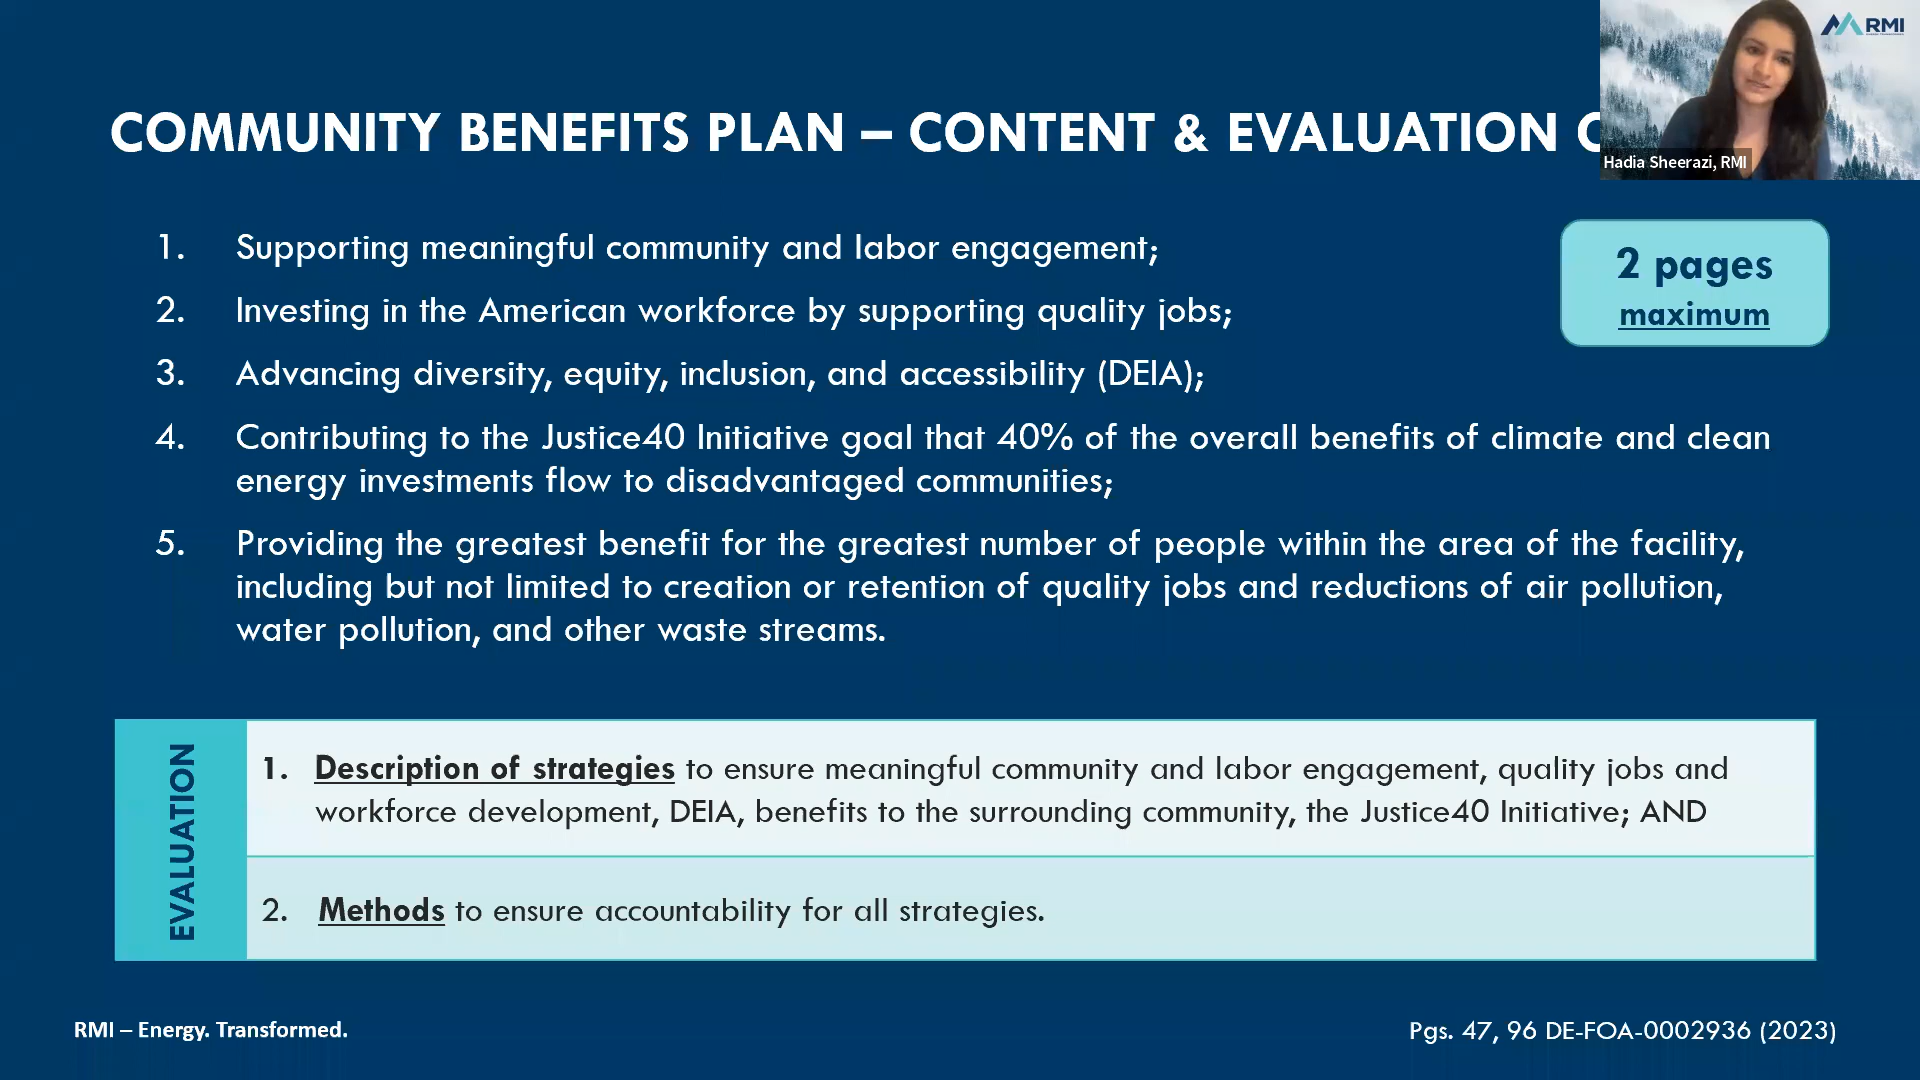 RMI
COMMUNITY BENEFITS PLAN – CONTENT & EVALUATION
Hadia Sheerazi, RMI
1. Supporting meaningful community and labor engagement;
2. Investing in the American workforce by supporting quality jobs;
3. Advancing diversity, equity, inclusion, and accessibility (DEIA);
4. Contributing to the Justice40 Initiative goal that 40% of the overall benefits of climate and clean
energy investments flow to disadvantaged communities;
5. Providing the greatest benefit for the greatest number of people within the area of the facility,
including but not limited to creation or retention of quality jobs and reductions of air pollution,
water pollution, and other waste streams.
2 pages
maximum
EVALUATION
1. Description of strategies to ensure meaningful community and labor engagement, quality jobs and
workforce development, DEIA, benefits to the surrounding community, the Justice40 Initiative; AND
2. Methods to ensure accountability for all strategies.
RMI – Energy. Transformed.
Pgs. 47, 96 DE-FOA-0002936 (2023)